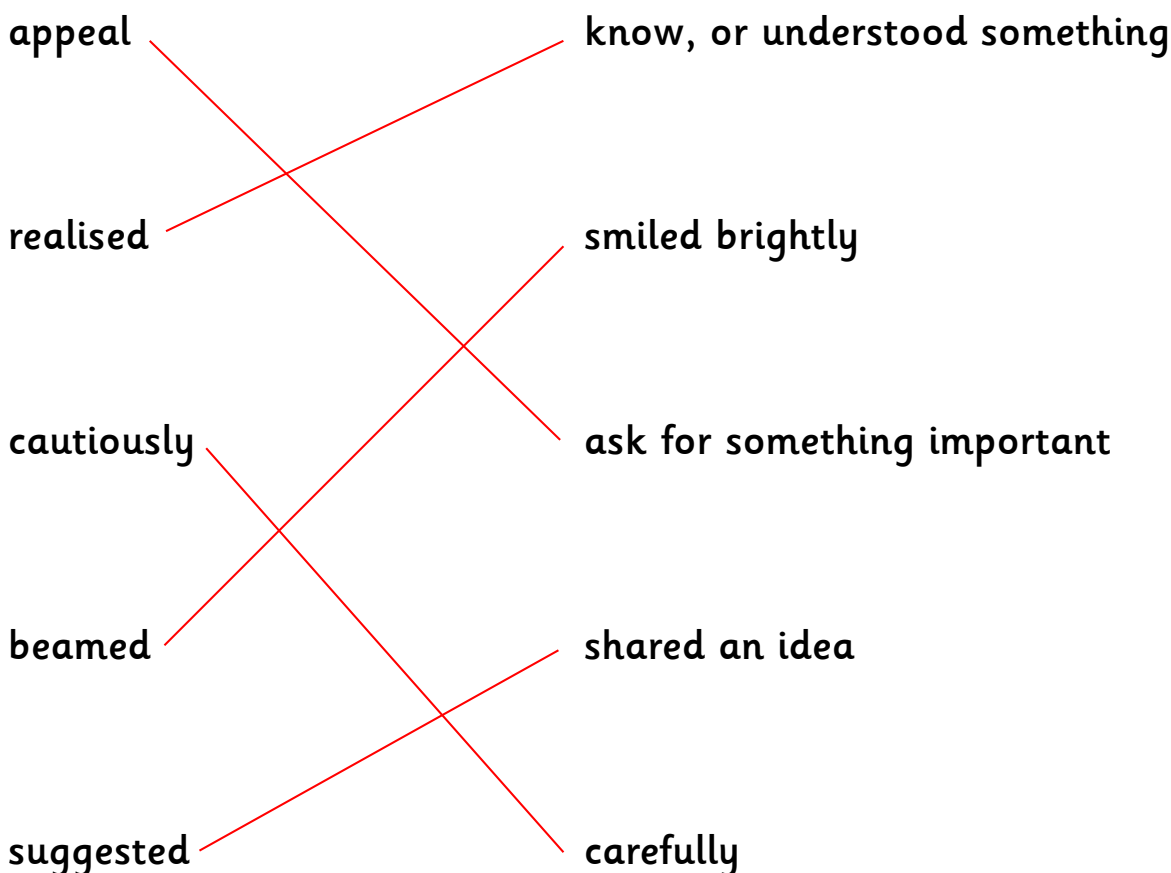 appeal know, or understood something
realised smiled brightly
cautiously ask for something important
beamed shared an idea
suggested carefully